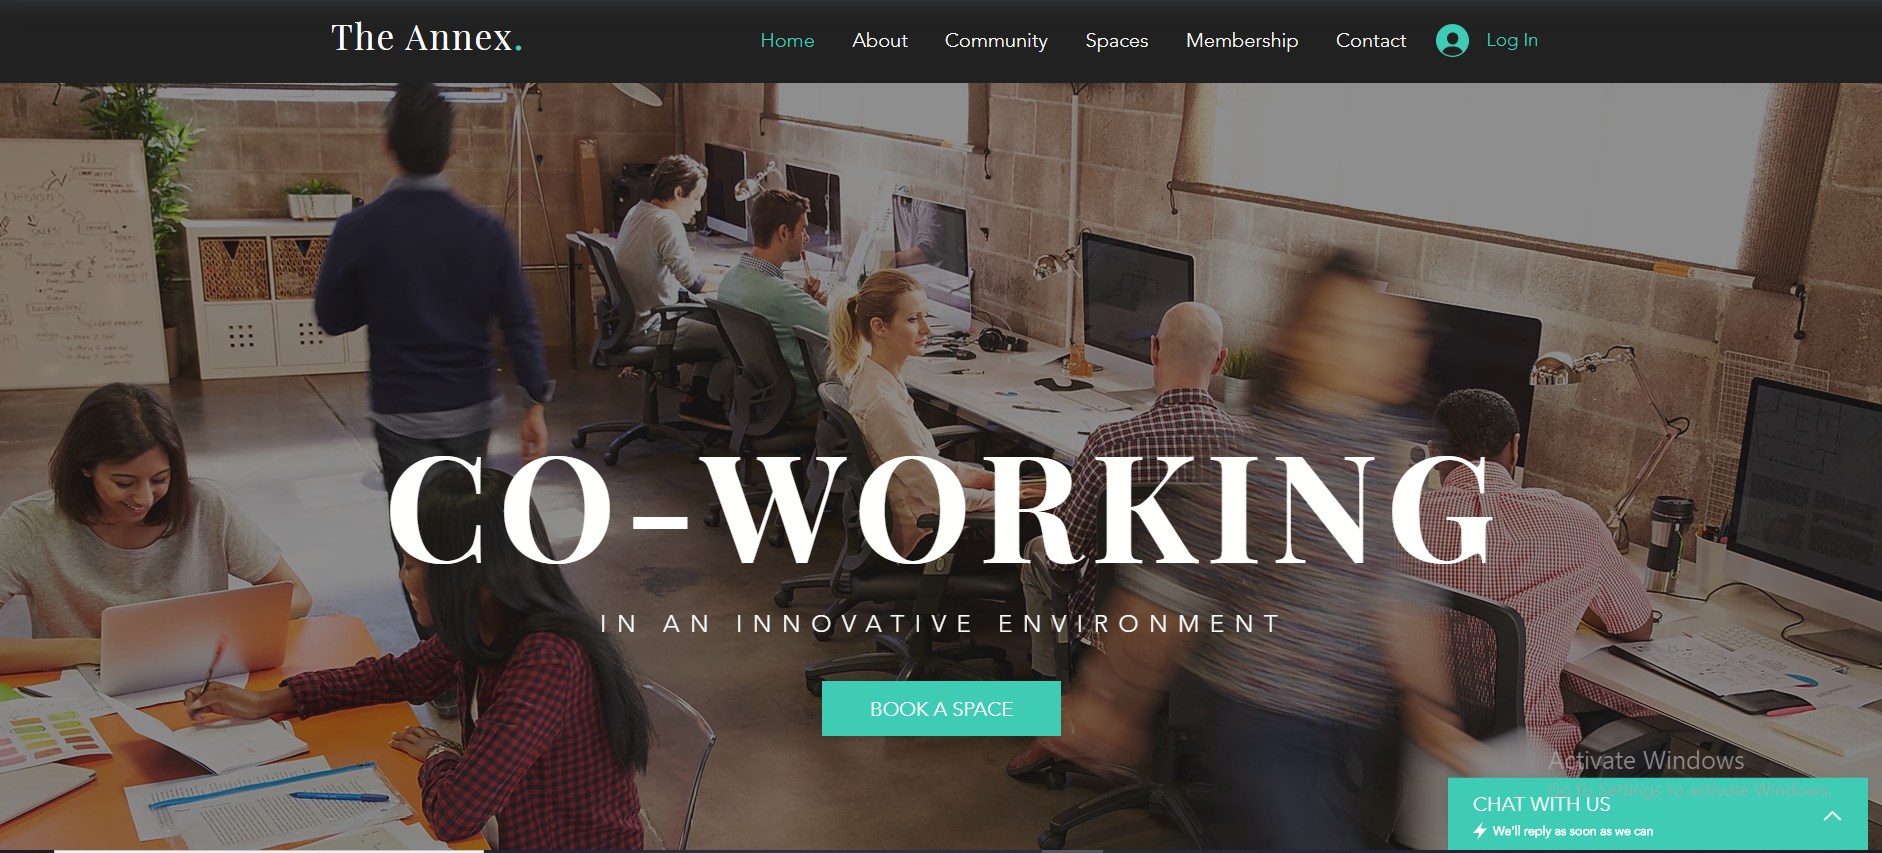 The Annex.
Home About Community Spaces Membership Contact Log In
CO-WORKING
IN AN INNOVATIVE ENVIRONMENT
BOOK A SPACE
Activate Windows
Go to Settings to activate Windows.
CHAT WITH US
We'll reply as soon as we can